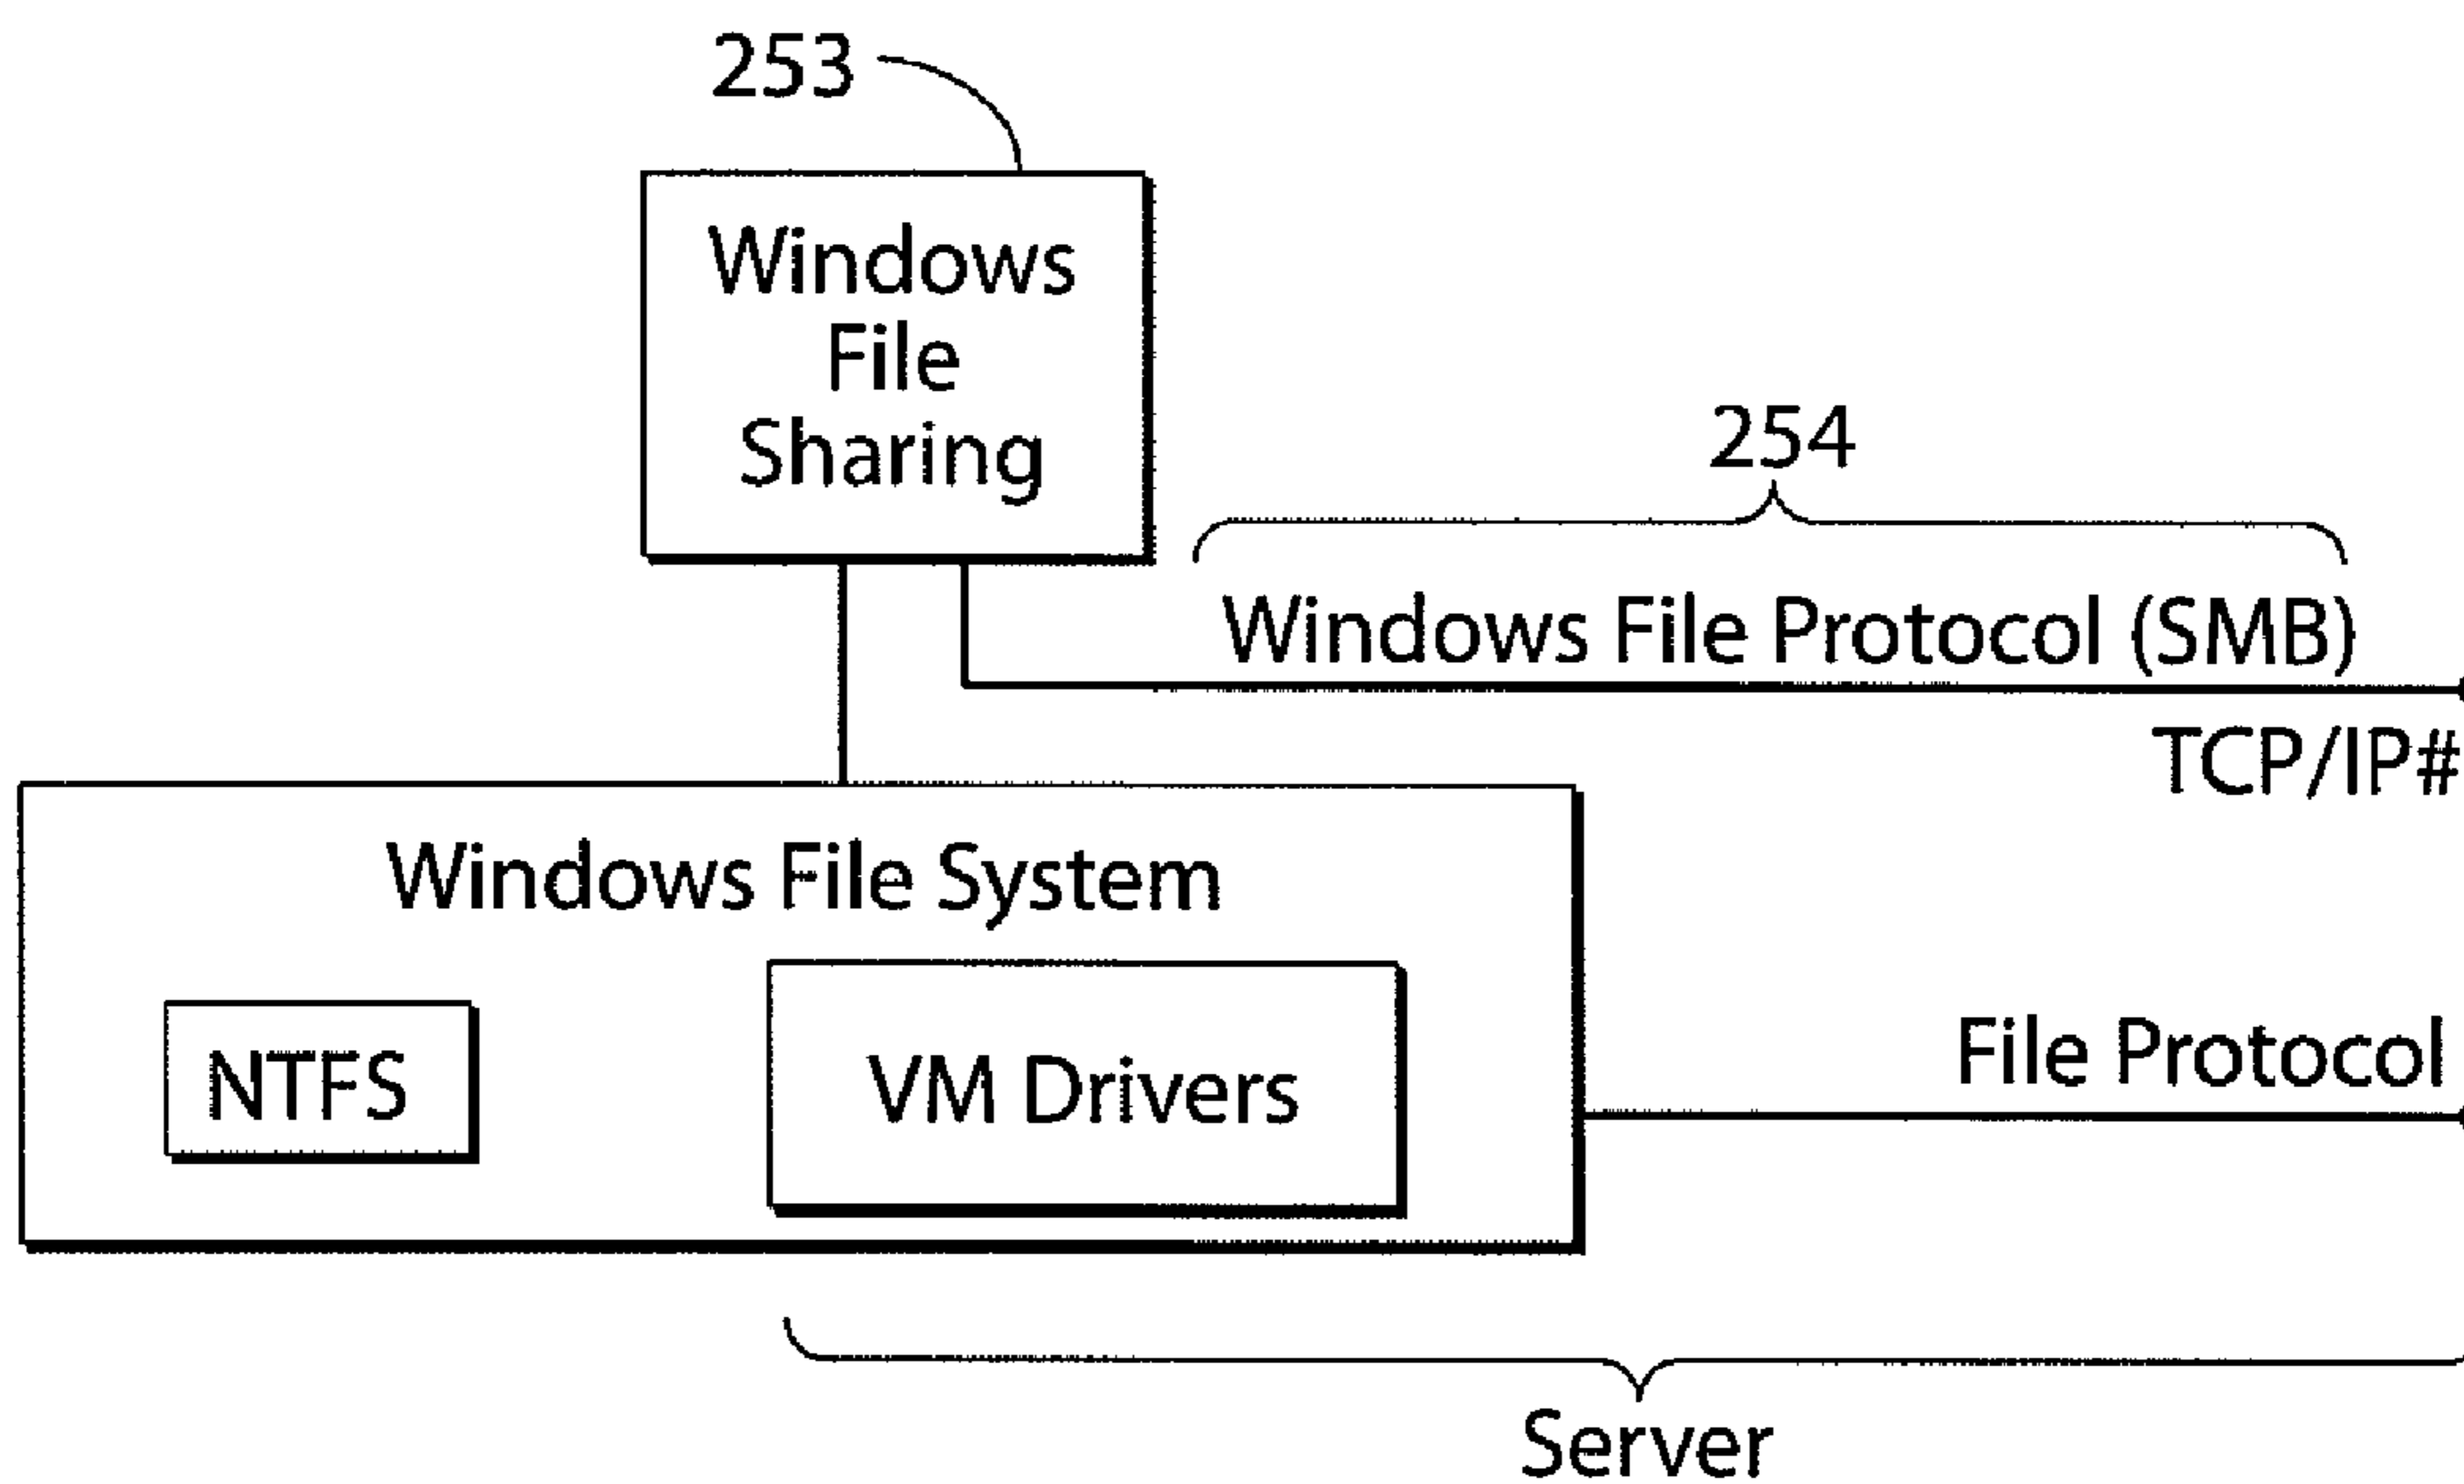 253
Windows
File
Sharing
254
Windows File Protocol (SMB)
TCP/IP#
Windows File System
NTFS
VM Drivers
File Protocol
Server